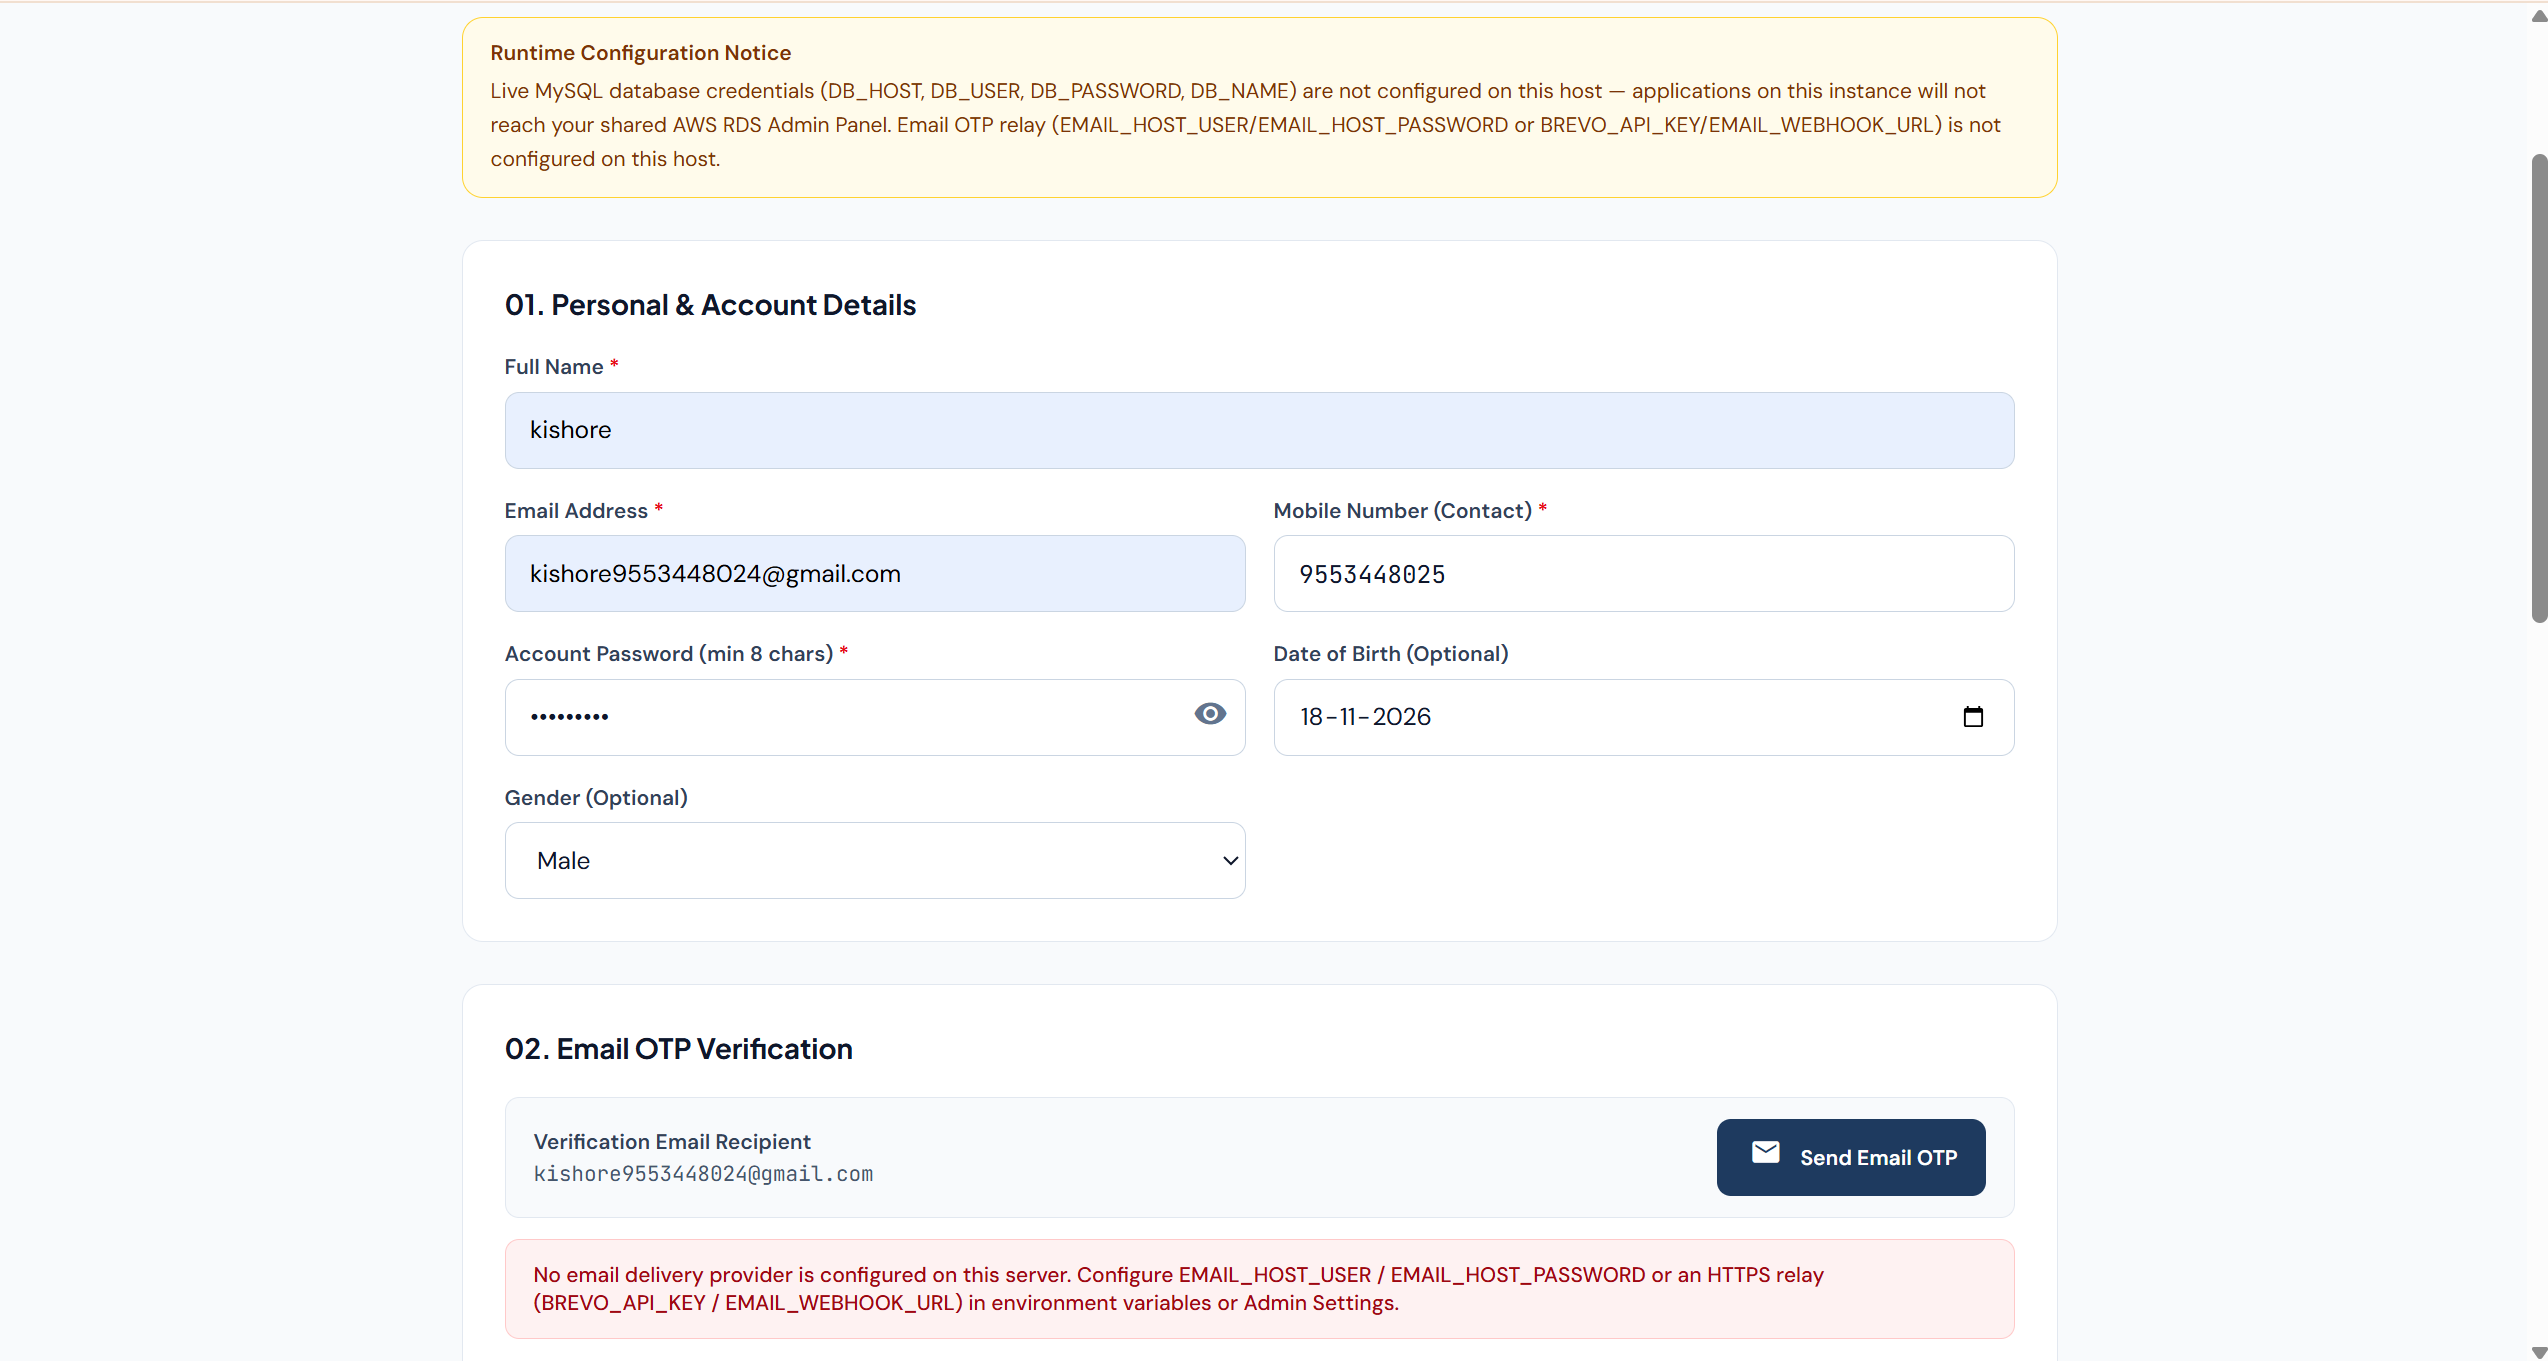 Runtime Configuration Notice
Live MySQL database credentials (DB_HOST, DB_USER, DB_PASSWORD, DB_NAME) are not configured on this host — applications on this instance will not
reach your shared AWS RDS Admin Panel. Email OTP relay (EMAIL_HOST_USER/EMAIL_HOST_PASSWORD or BREVO_API_KEY/EMAIL_WEBHOOK_URL) is not
configured on this host.
01. Personal & Account Details
Full Name *
kishore
Email Address *
Mobile Number (Contact) *
kishore9553448024@gmail.com
9553448025
Account Password (min 8 chars) *
Date of Birth (Optional)
•••••••••
18-11-2026
Gender (Optional)
Male
02. Email OTP Verification
Verification Email Recipient
kishore9553448024@gmail.com
Send Email OTP
No email delivery provider is configured on this server. Configure EMAIL_HOST_USER / EMAIL_HOST_PASSWORD or an HTTPS relay
(BREVO_API_KEY / EMAIL_WEBHOOK_URL) in environment variables or Admin Settings.